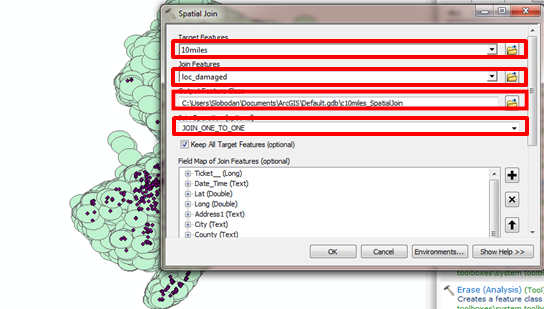 Spatial Join
Target Features
10miles
Join Features
loc_damaged
Output Feature Class
C:\Users\Slobodan\Documents\ArcGIS\Default.gdb\c10miles_SpatialJoin
JOIN_ONE_TO_ONE
Keep All Target Features (optional)
Field Map of Join Features (optional)
Ticket__ (Long)
Date_Time (Text)
Lat (Double)
Long (Double)
Address1 (Text)
City (Text)
County (Text)
OK
Cancel
Environments...
Show Help >>
toolboxes\system toolbox
Erase (Analysis) (Tool)
Creates a feature class
toolboxes\system tool